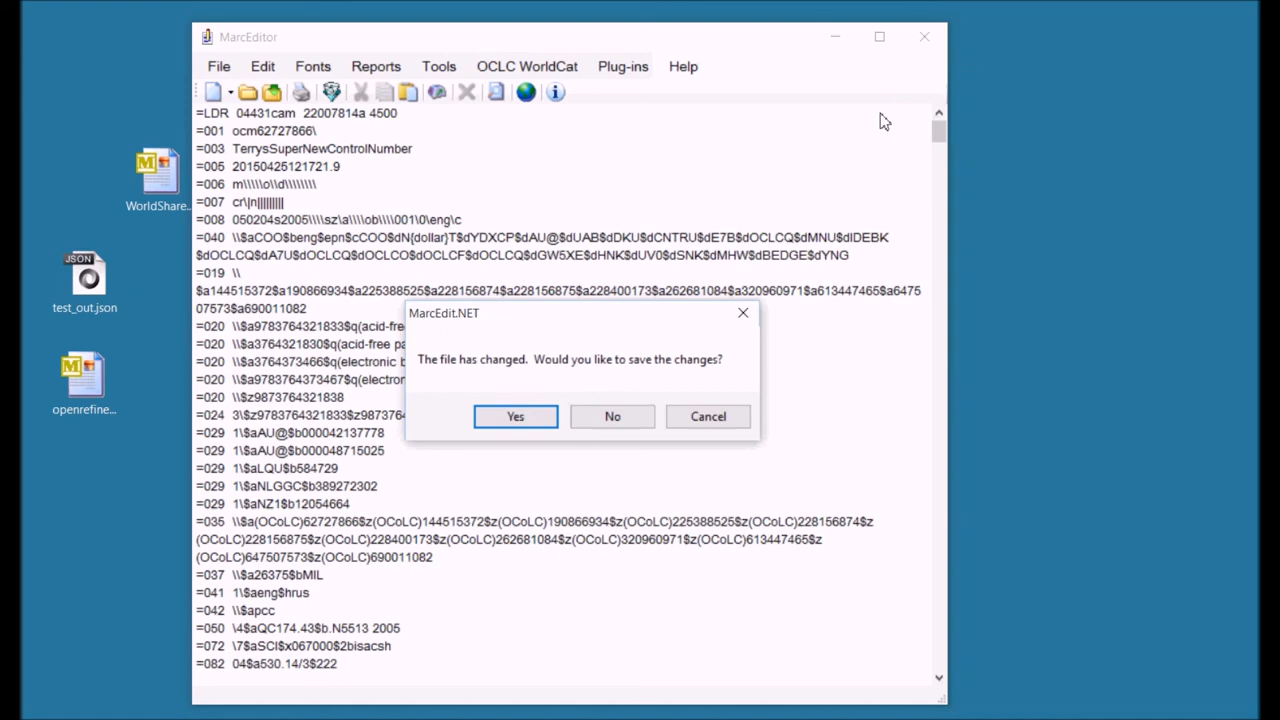 MarcEditor
File Edit Fonts Reports Tools OCLC WorldCat Plug-ins Help
=LDR  04431cam  22007814a 4500
=001  ocm62727866\
=003  TerrysSuperNewControlNumber
=005  20150425121721.9
=006  m\\\\\o\\d\\\\\\\\
=007  cr\|n|||||||||
=008  050204s2005\\\\sz\a\\\\ob\\\\001\0\eng\c
=040  \\$aCOO$beng$epn$cCOO$dN{dollar}T$dYDXCP$dAU@$dUAB$dDKU$dCNTRU$dE7B$dOCLCQ$dMNU$dIDEBK
$dOCLCQ$dA7U$dOCLCQ$dOCLCO$dOCLCF$dOCLCQ$dGW5XE$dHNK$dUV0$dSNK$dMHW$dBEDGE$dYNG
=019  \\
$a144515372$a190866934$a225388525$a228156874$a228156875$a228400173$a262681084$a320960971$a613447465$a6475
07573$a690011082
=020  \\$a9783764321833$q(acid-fre
=020  \\$a3764321830$q(acid-free pa
=020  \\$a3764373466$q(electronic b
=020  \\$a9783764373467$q(electron
=020  \\$z9873764321838
=024  3\$z9783764321833$z987376
=029  1\$aAU@$b000042137778
=029  1\$aAU@$b000048715025
=029  1\$aLQU$b584729
=029  1\$aNLGGC$b389272302
=029  1\$aNZ1$b12054664
=035  \\$a(OCoLC)62727866$z(OCoLC)144515372$z(OCoLC)190866934$z(OCoLC)225388525$z(OCoLC)228156874$z
(OCoLC)228156875$z(OCoLC)228400173$z(OCoLC)262681084$z(OCoLC)320960971$z(OCoLC)613447465$z
(OCoLC)647507573$z(OCoLC)690011082
=037  \\$a26375$bMIL
=041  1\$aeng$hrus
=042  \\$apcc
=050  \4$aQC174.43$b.N5513 2005
=072  \7$aSCI$x067000$2bisacsh
=082  04$a530.14/3$222
MarcEdit.NET
The file has changed.  Would you like to save the changes?
Yes No Cancel
M
WorldShare...
JSON
test_out.json
M
openrefine...